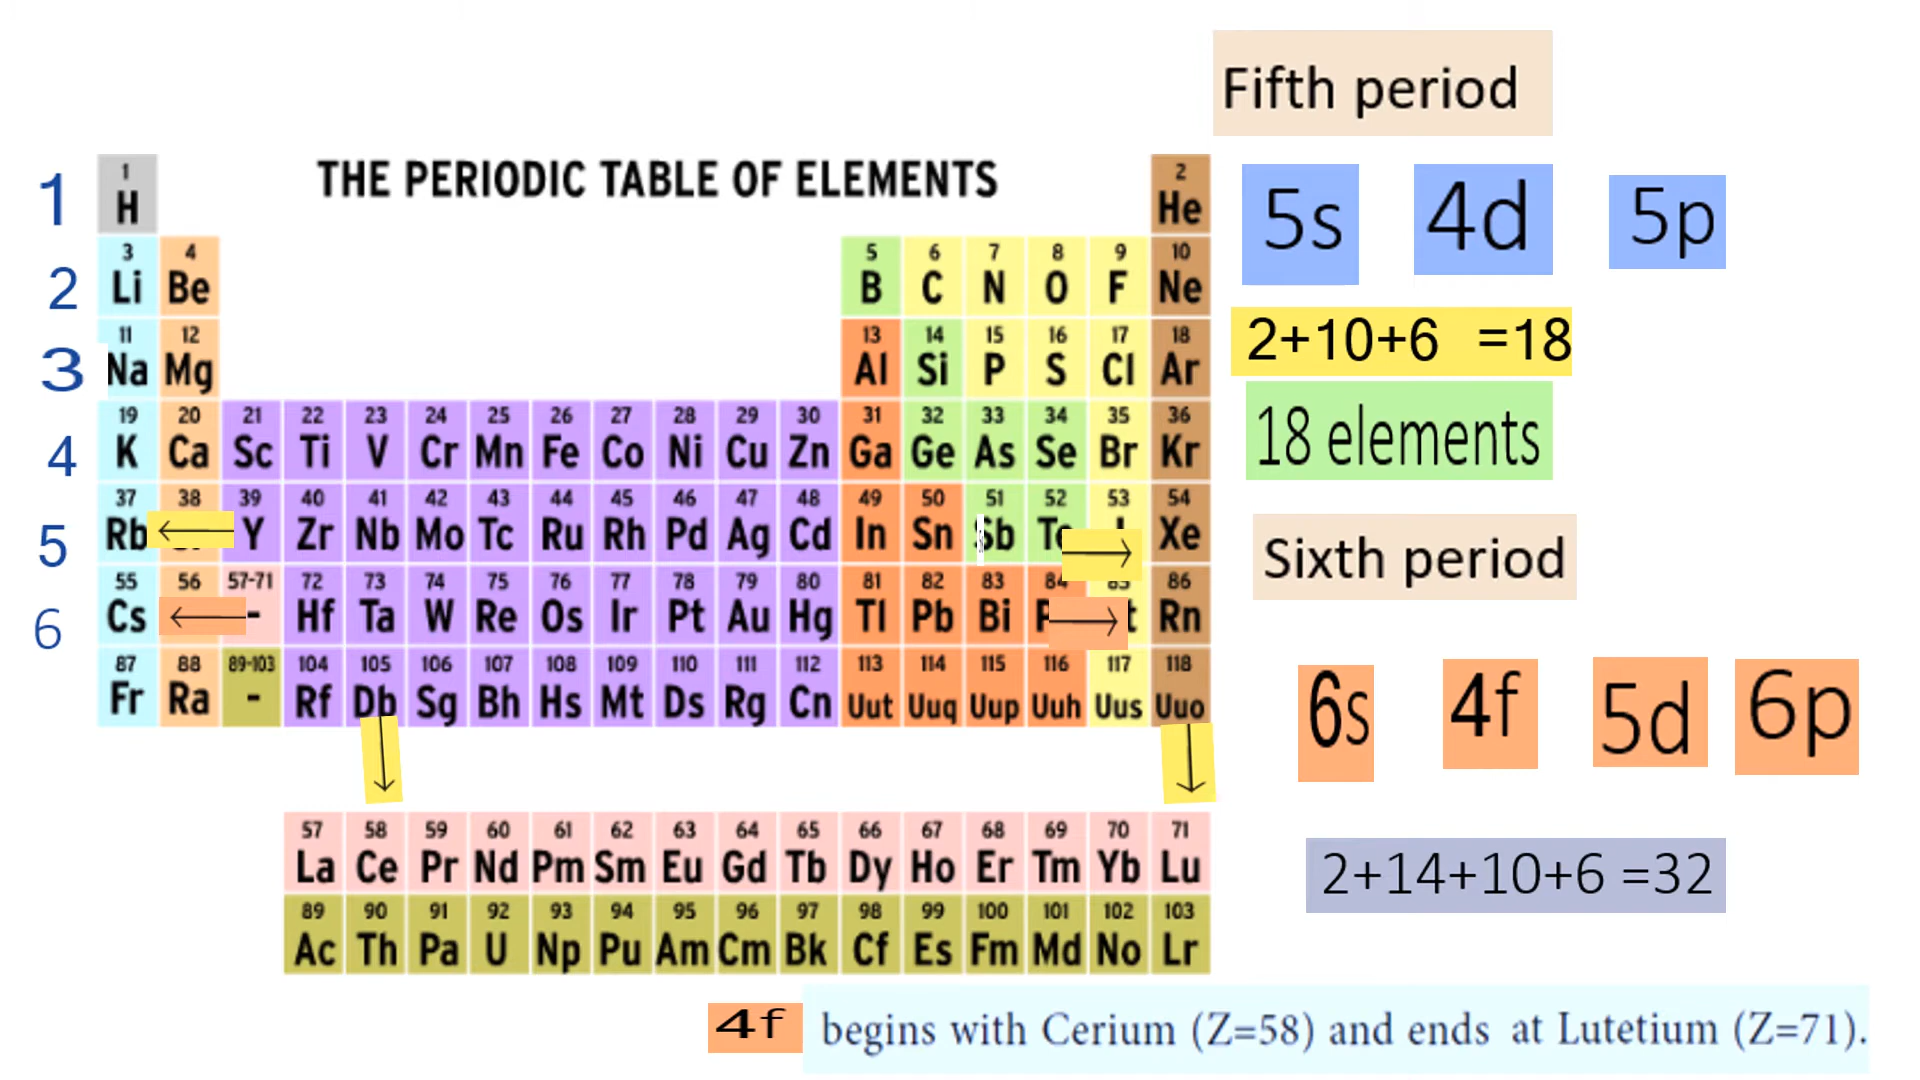 THE PERIODIC TABLE OF ELEMENTS
1
1
H
2
He
2
3 4 5 6 7 8 9 10
Li Be B C N O F Ne
3
11 12 13 14 15 16 17 18
Na Mg Al Si P S Cl Ar
4
19 20 21 22 23 24 25 26 27 28 29 30 31 32 33 34 35 36
K Ca Sc Ti V Cr Mn Fe Co Ni Cu Zn Ga Ge As Se Br Kr
5
37 38 39 40 41 42 43 44 45 46 47 48 49 50 51 52 53 54
Rb Y Zr Nb Mo Tc Ru Rh Pd Ag Cd In Sn Sb Xe
6
55 56 57-71 72 73 74 75 76 77 78 79 80 81 82 83 84 85 86
Cs - Hf Ta W Re Os Ir Pt Au Hg Tl Pb Bi Rn
87 88 89-103 104 105 106 107 108 109 110 111 112 113 114 115 116 117 118
Fr Ra - Rf Db Sg Bh Hs Mt Ds Rg Cn Uut Uuq Uup Uuh Uus Uuo
57 58 59 60 61 62 63 64 65 66 67 68 69 70 71
La Ce Pr Nd Pm Sm Eu Gd Tb Dy Ho Er Tm Yb Lu
89 90 91 92 93 94 95 96 97 98 99 100 101 102 103
Ac Th Pa U Np Pu Am Cm Bk Cf Es Fm Md No Lr
Fifth period
5s 4d 5p
2+10+6 =18
18 elements
Sixth period
6s 4f 5d 6p
2+14+10+6 =32
4f begins with Cerium (Z=58) and ends at Lutetium (Z=71).